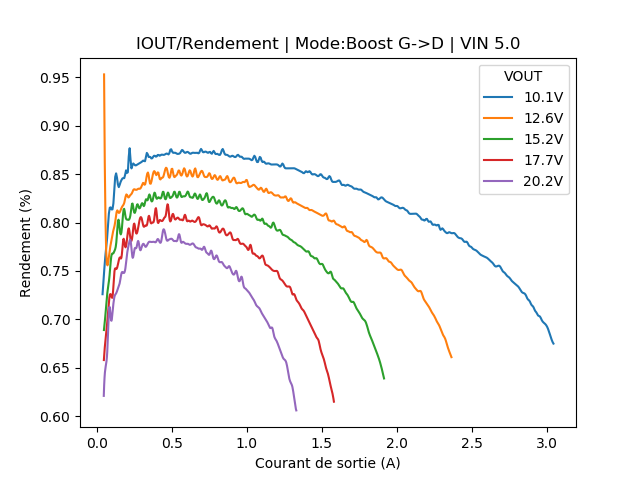 IOUT/Rendement | Mode:Boost G->D | VIN 5.0
VOUT
10.1V
12.6V
15.2V
17.7V
20.2V
Rendement (%)
0.95
0.90
0.85
0.80
0.75
0.70
0.65
0.60
0.0 0.5 1.0 1.5 2.0 2.5 3.0
Courant de sortie (A)